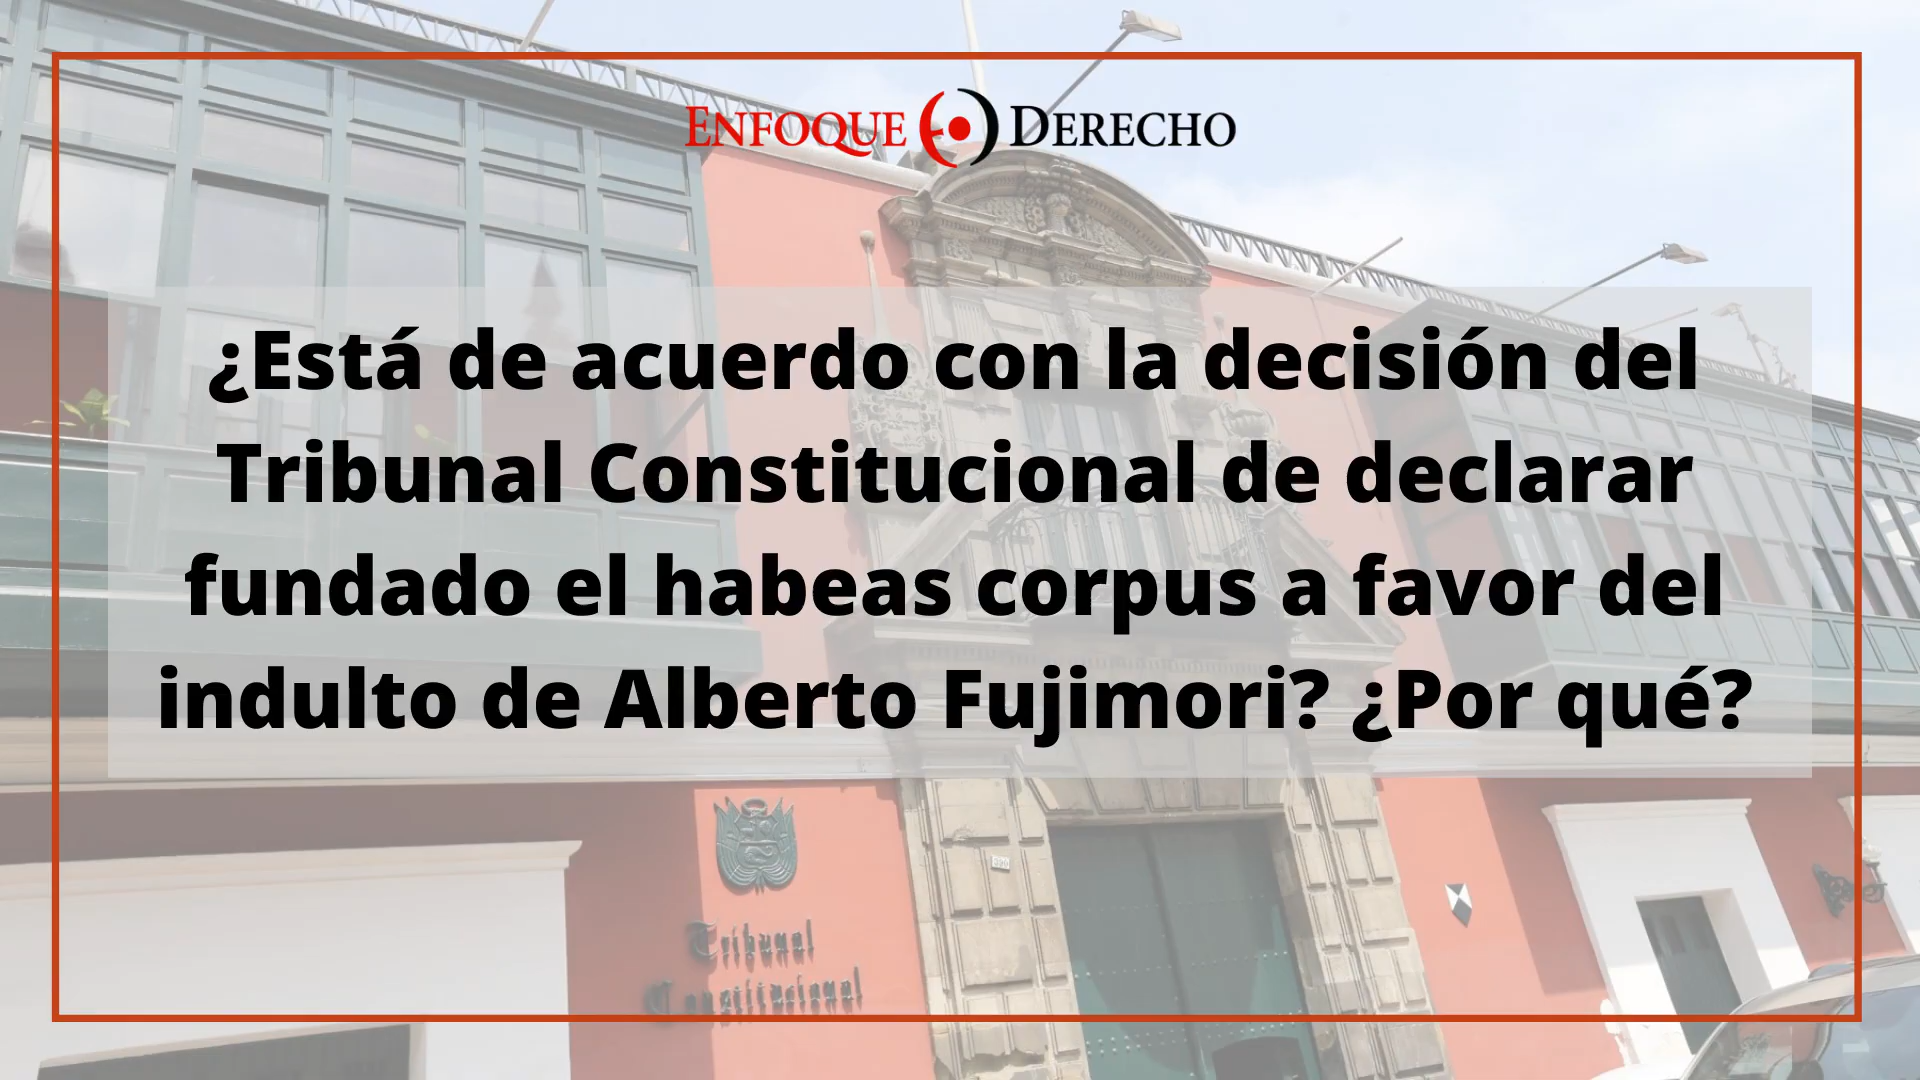 ENFOQUE DERECHO
¿Está de acuerdo con la decisión del
Tribunal Constitucional de declarar
fundado el habeas corpus a favor del
indulto de Alberto Fujimori? ¿Por qué?
Tribunal
Constitucional